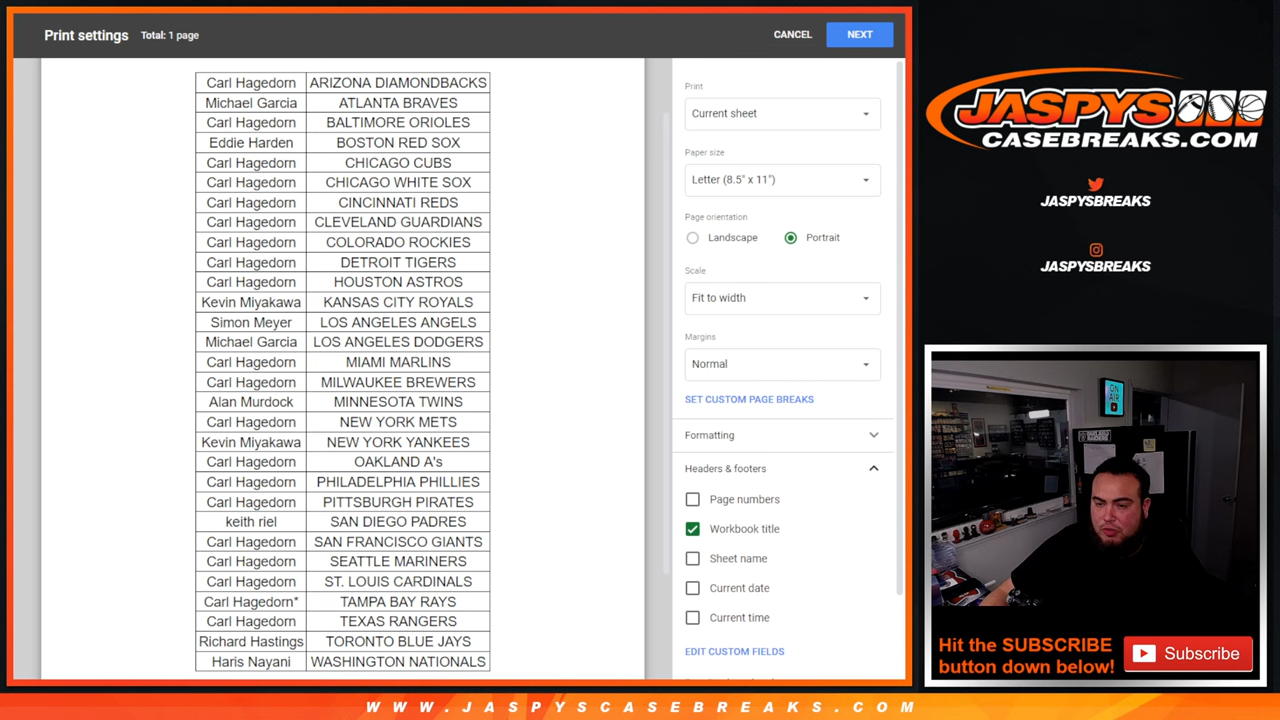 Print settings Total: 1 page CANCEL NEXT
Carl Hagedorn ARIZONA DIAMONDBACKS
Michael Garcia ATLANTA BRAVES
Carl Hagedorn BALTIMORE ORIOLES
Eddie Harden BOSTON RED SOX
Carl Hagedorn CHICAGO CUBS
Carl Hagedorn CHICAGO WHITE SOX
Carl Hagedorn CINCINNATI REDS
Carl Hagedorn CLEVELAND GUARDIANS
Carl Hagedorn COLORADO ROCKIES
Carl Hagedorn DETROIT TIGERS
Carl Hagedorn HOUSTON ASTROS
Kevin Miyakawa KANSAS CITY ROYALS
Simon Meyer LOS ANGELES ANGELS
Michael Garcia LOS ANGELES DODGERS
Carl Hagedorn MIAMI MARLINS
Carl Hagedorn MILWAUKEE BREWERS
Alan Murdock MINNESOTA TWINS
Carl Hagedorn NEW YORK METS
Kevin Miyakawa NEW YORK YANKEES
Carl Hagedorn OAKLAND A's
Carl Hagedorn PHILADELPHIA PHILLIES
Carl Hagedorn PITTSBURGH PIRATES
keith riel SAN DIEGO PADRES
Carl Hagedorn SAN FRANCISCO GIANTS
Carl Hagedorn SEATTLE MARINERS
Carl Hagedorn ST. LOUIS CARDINALS
Carl Hagedorn* TAMPA BAY RAYS
Carl Hagedorn TEXAS RANGERS
Richard Hastings TORONTO BLUE JAYS
Haris Nayani WASHINGTON NATIONALS
Print
Current sheet
Paper size
Letter (8.5" x 11")
Page orientation
Landscape Portrait
Scale
Fit to width
Margins
Normal
SET CUSTOM PAGE BREAKS
Formatting
Headers & footers
Page numbers
Workbook title
Sheet name
Current date
Current time
EDIT CUSTOM FIELDS
JASPYS
CASEBREAKS.COM
JASPYSBREAKS
JASPYSBREAKS
ON
AIR
Hit the SUBSCRIBE
button down below!
Subscribe
WWW.JASPYSCASEBREAKS.COM